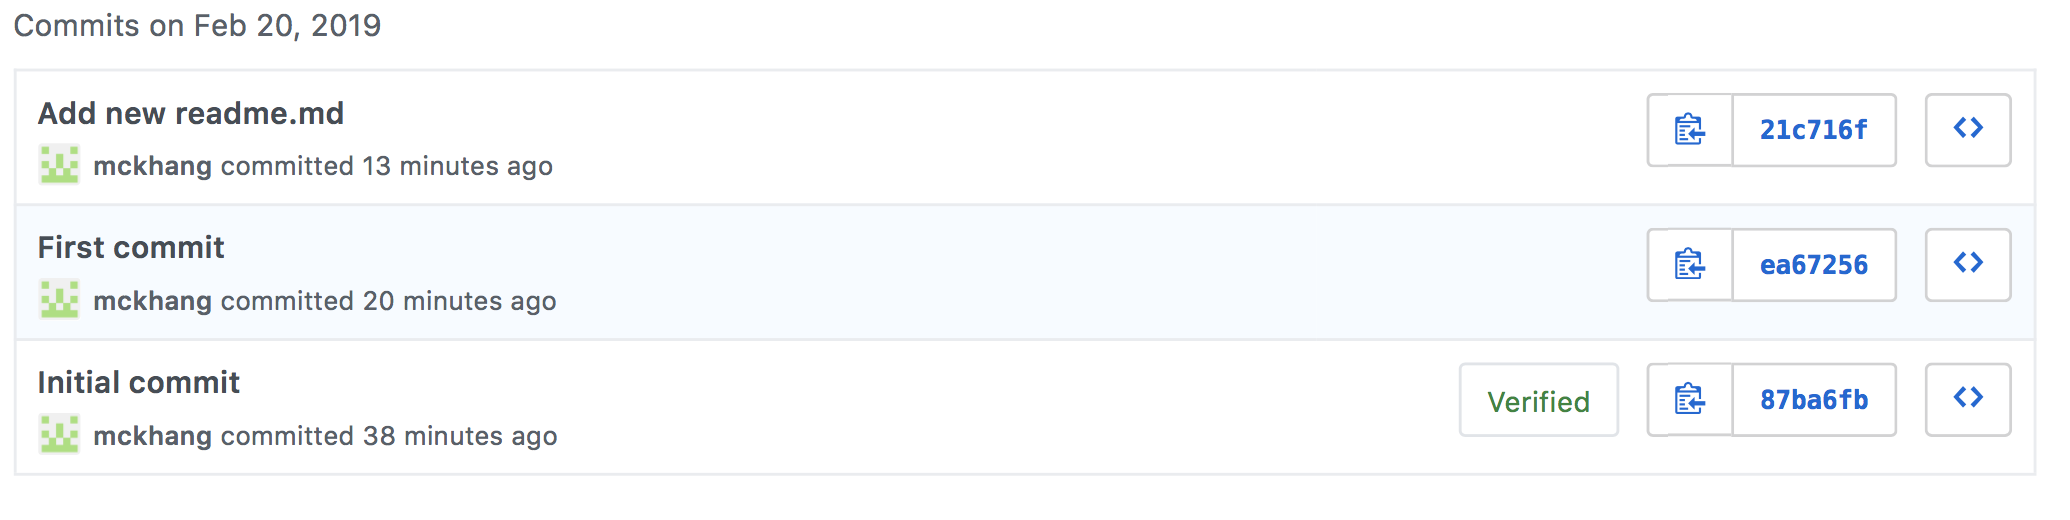 Commits on Feb 20, 2019
Add new readme.md
mckhang committed 13 minutes ago
21c716f
First commit
mckhang committed 20 minutes ago
ea67256
Initial commit
mckhang committed 38 minutes ago
Verified
87ba6fb